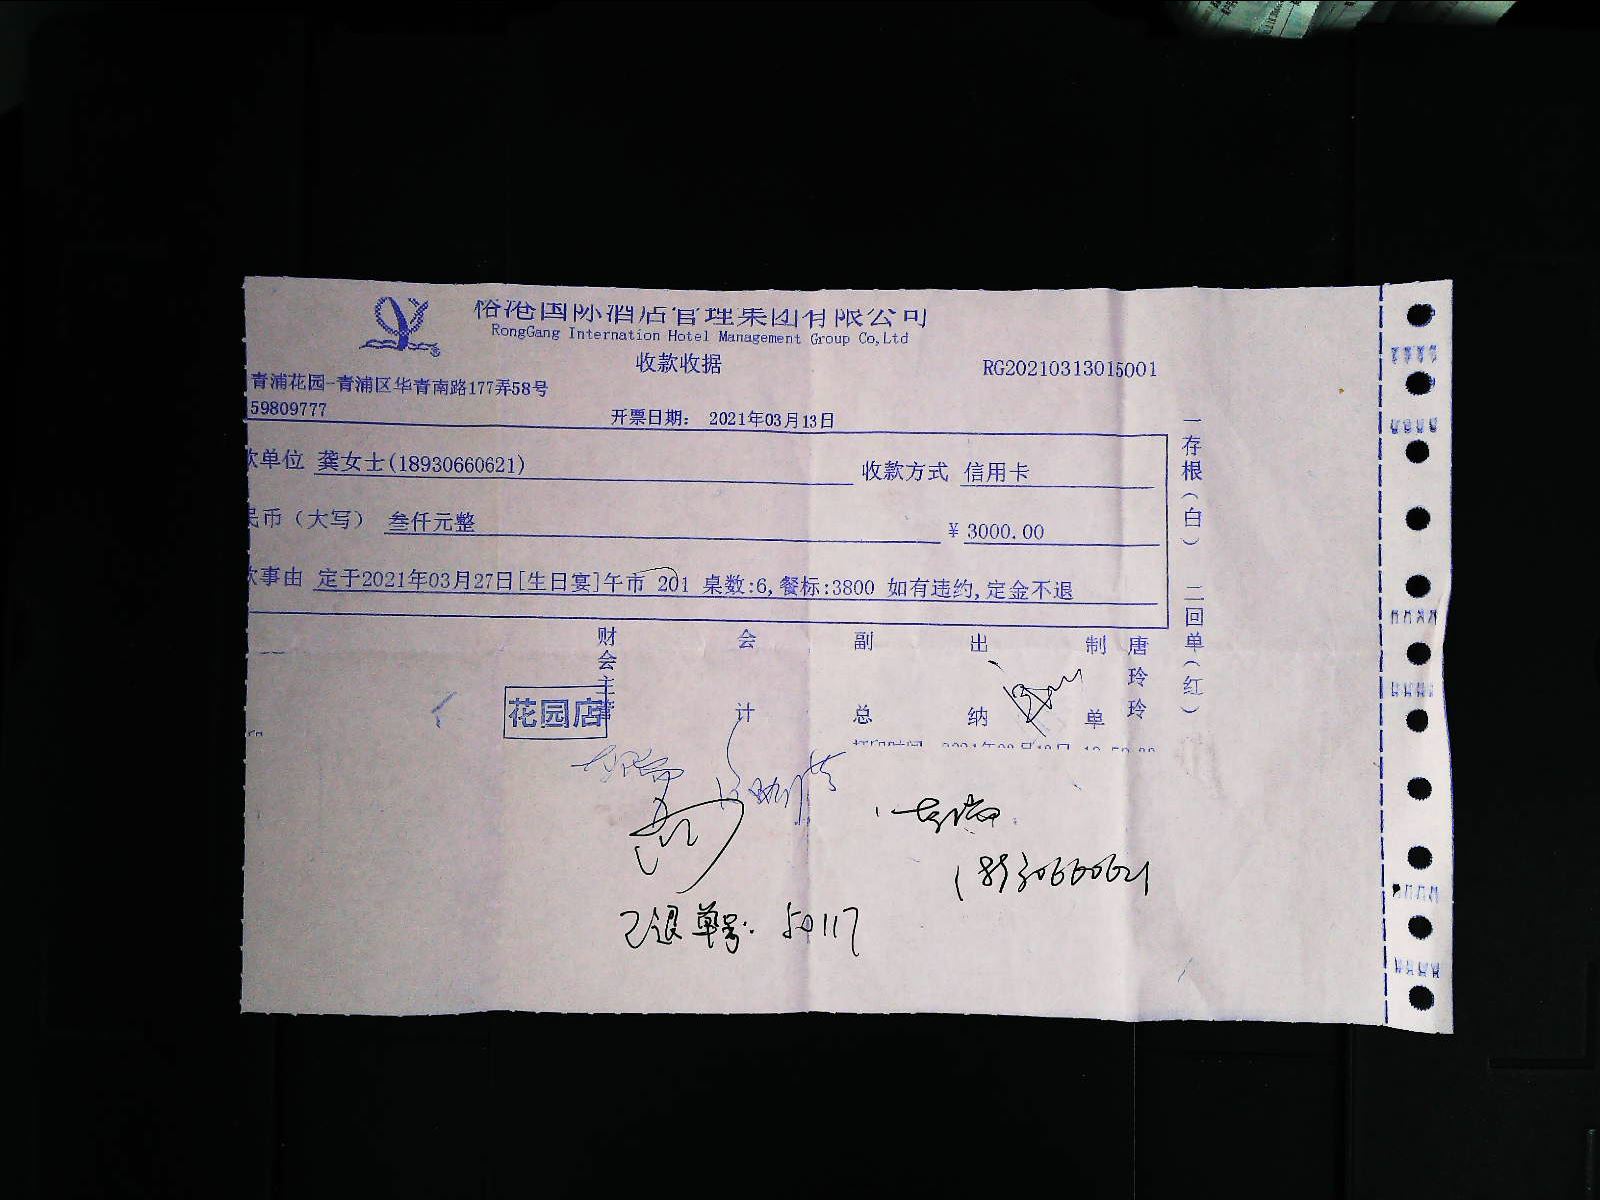 裕港国际酒店管理集团有限公司
RongGang Internation Hotel Management Group Co,Ltd
收款收据
RG20210313015001
青浦花园-青浦区华青南路177弄58号
59809777
开票日期: 2021年03月13日
款单位 龚女士(18930660621) 收款方式 信用卡
民币（大写） 叁仟元整 ¥ 3000.00
款事由 定于2021年03月27日[生日宴]午市 201 桌数:6,餐标:3800 如有违约,定金不退
财会主管 会计 副总 出纳 制单 唐玲玲
花园店
一存根(白) 二回单(红)
18930660621
已退 单号: 50117